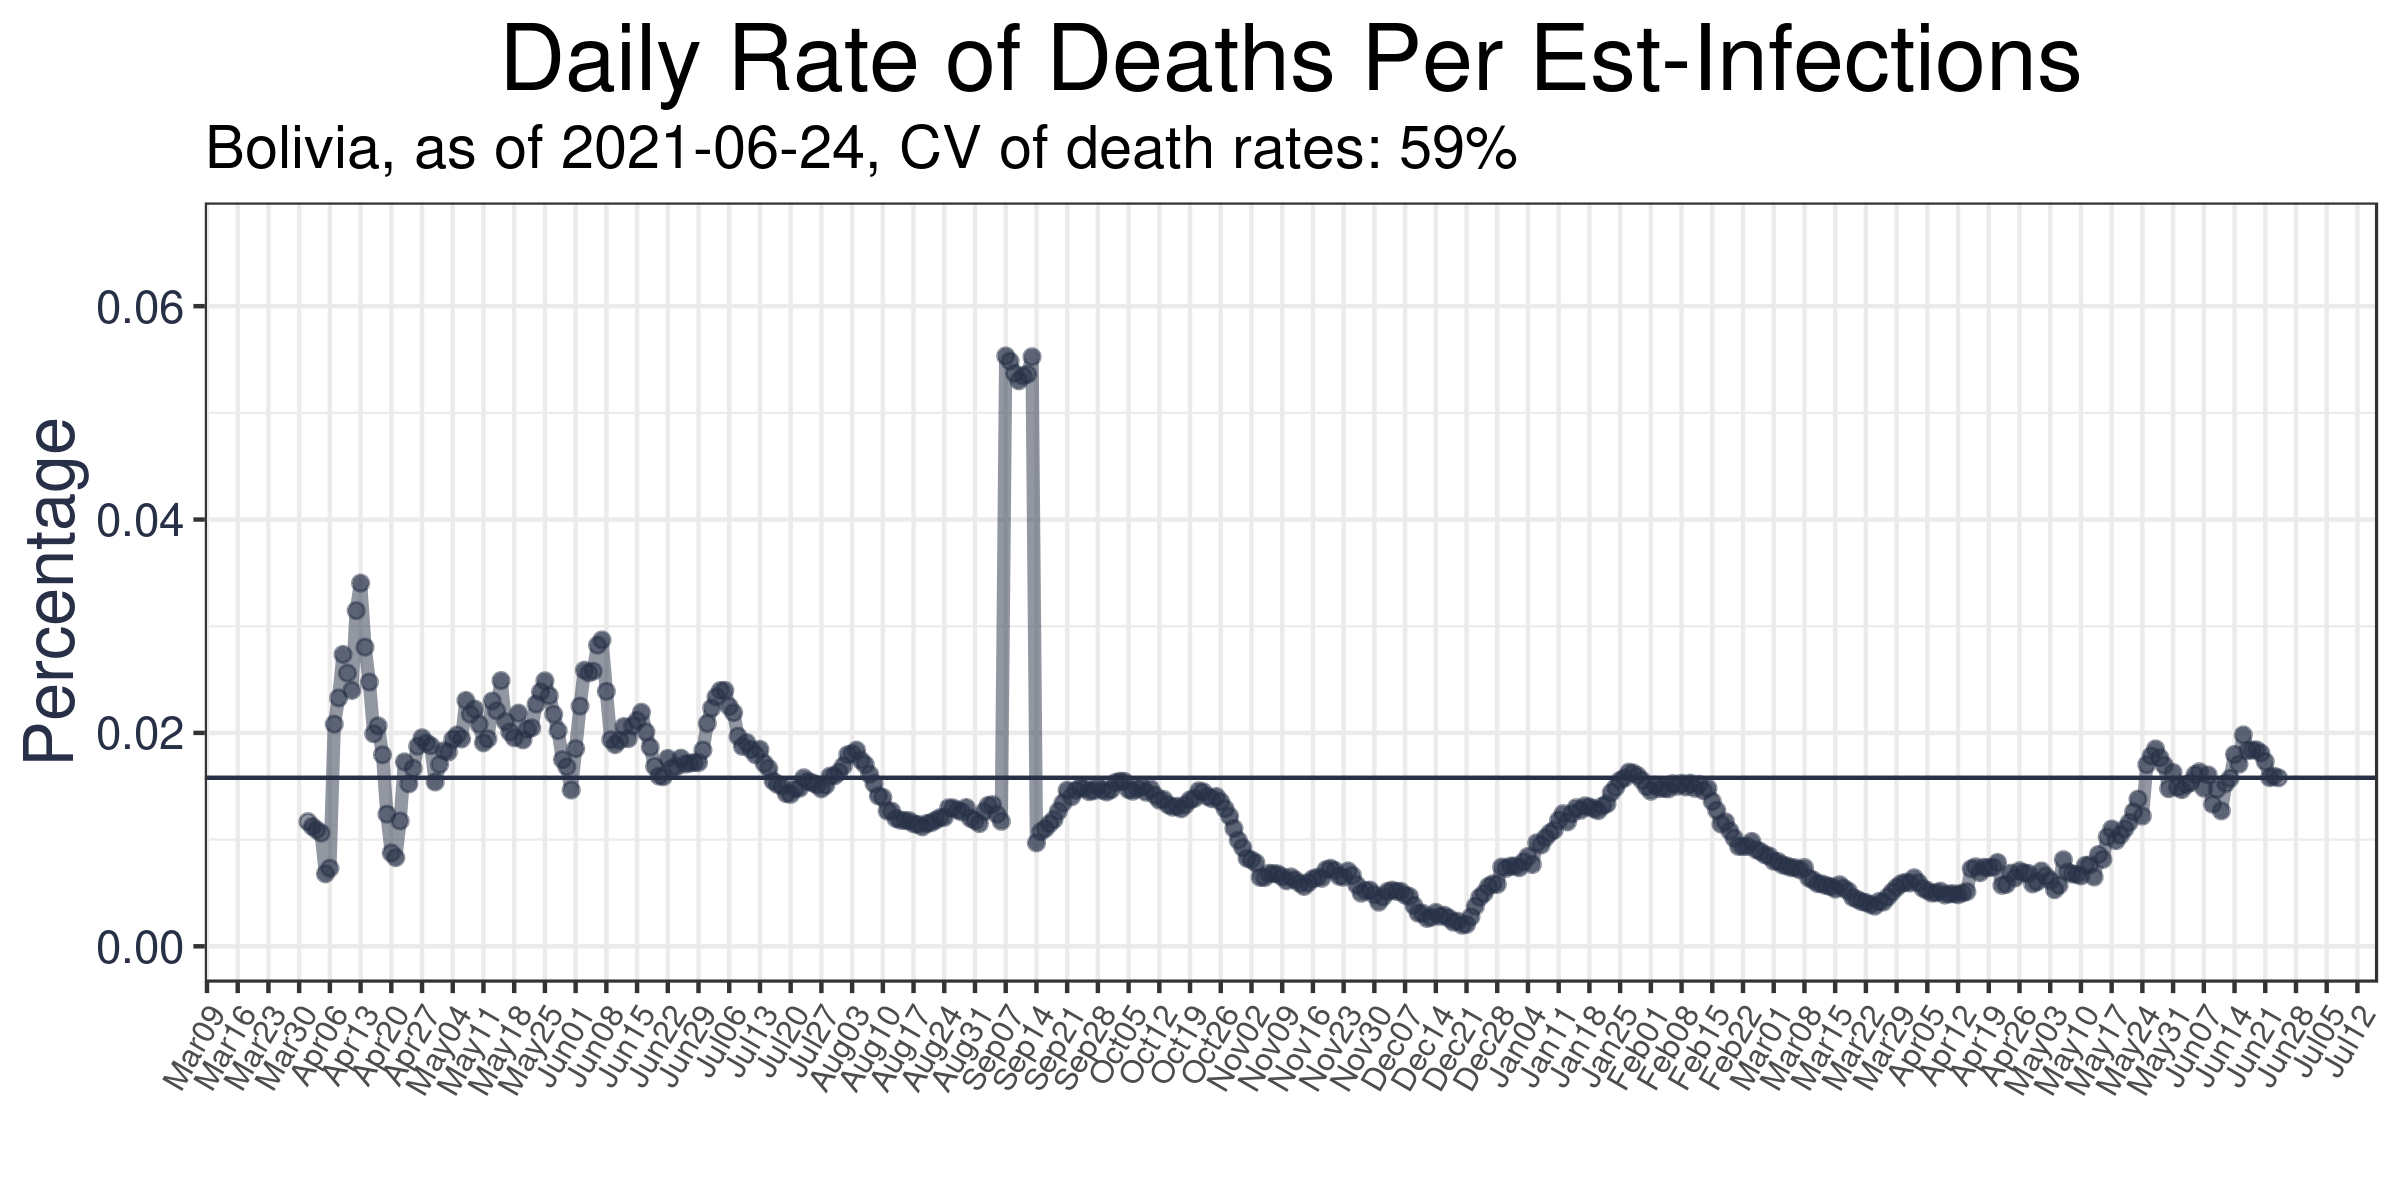 Daily Rate of Deaths Per Est-Infections
Bolivia, as of 2021-06-24, CV of death rates: 59%
Percentage
0.06
0.04
0.02
0.00
Mar09
Mar16
Mar23
Mar30
Apr06
Apr13
Apr20
Apr27
May04
May11
May18
May25
Jun01
Jun08
Jun15
Jun22
Jun29
Jul06
Jul13
Jul20
Jul27
Aug03
Aug10
Aug17
Aug24
Aug31
Sep07
Sep14
Sep21
Sep28
Oct05
Oct12
Oct19
Oct26
Nov02
Nov09
Nov16
Nov23
Nov30
Dec07
Dec14
Dec21
Dec28
Jan04
Jan11
Jan18
Jan25
Feb01
Feb08
Feb15
Feb22
Mar01
Mar08
Mar15
Mar22
Mar29
Apr05
Apr12
Apr19
Apr26
May03
May10
May17
May24
May31
Jun07
Jun14
Jun21
Jun28
Jul05
Jul12